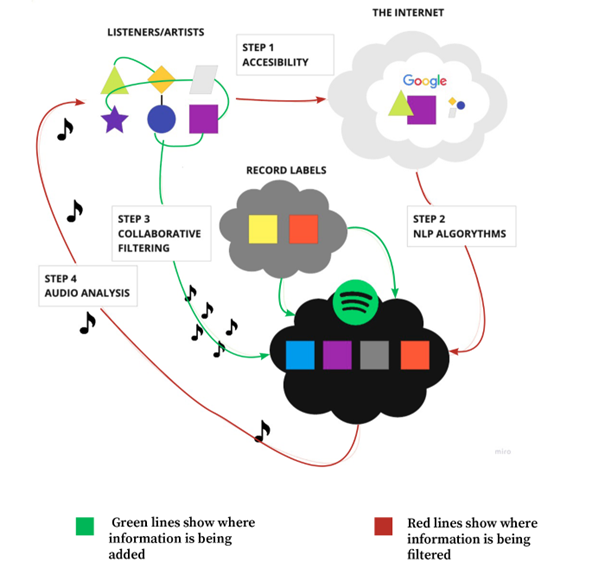 THE INTERNET
LISTENERS/ARTISTS
STEP 1
ACCESIBILITY
Google
RECORD LABELS
STEP 3
COLLABORATIVE
FILTERING
STEP 2
NLP ALGORYTHMS
STEP 4
AUDIO ANALYSIS
miro
Green lines show where
information is being
added
Red lines show where
information is being
filtered